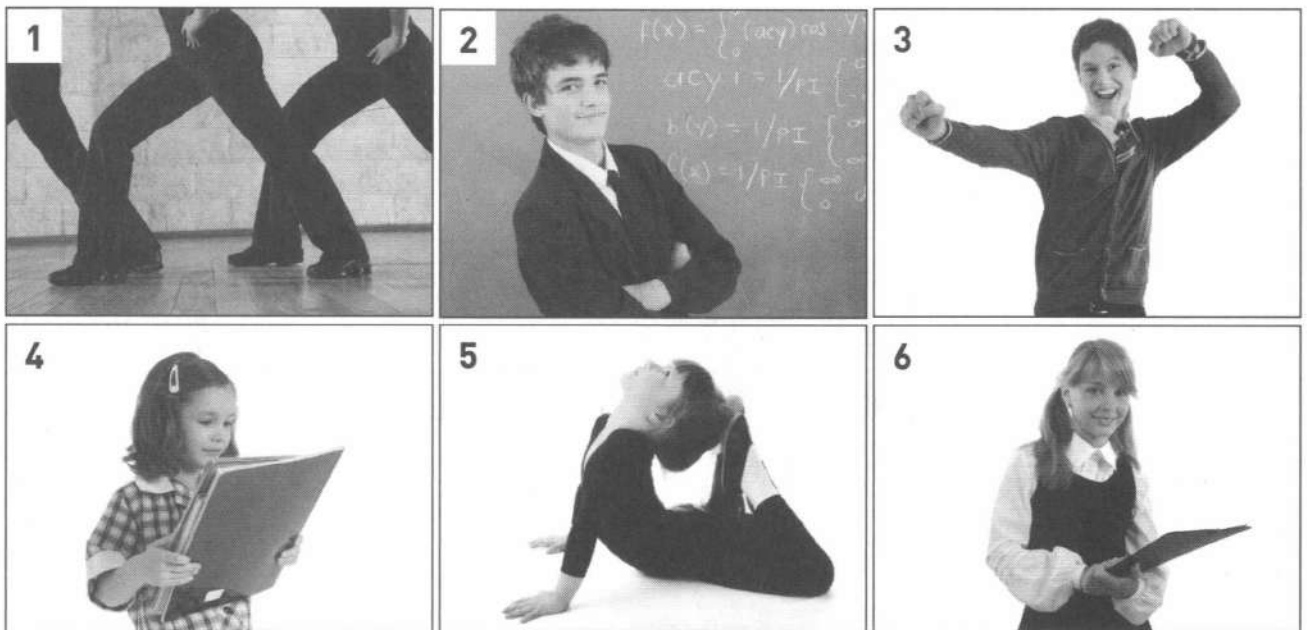 1
2
f(x) = { (acy) cos
acy i = 1/PI {
b(y) = 1/PI {
(x) = 1/PI {
3
4
5
6